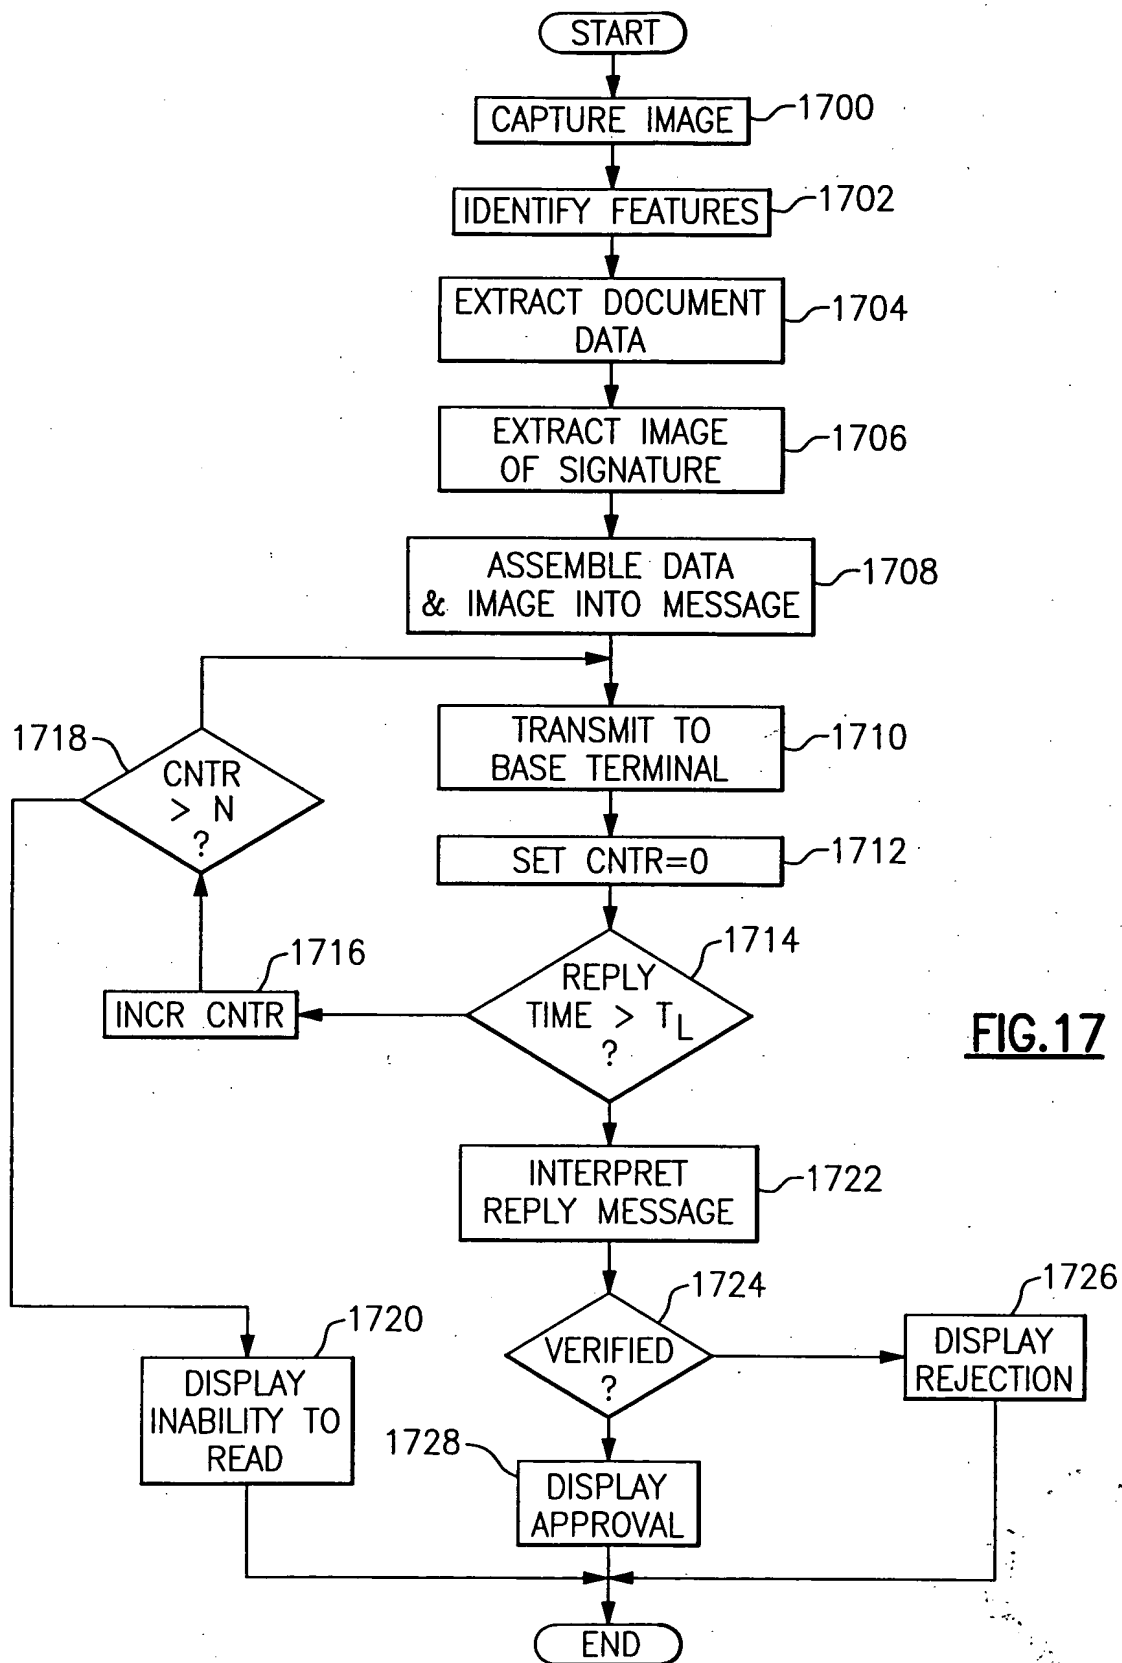 START
CAPTURE IMAGE
1700
IDENTIFY FEATURES
1702
EXTRACT DOCUMENT
DATA
1704
EXTRACT IMAGE
OF SIGNATURE
1706
ASSEMBLE DATA
& IMAGE INTO MESSAGE
1708
TRANSMIT TO
BASE TERMINAL
1710
1718
CNTR
> N
?
SET CNTR=0
1712
1714
REPLY
TIME > TL
?
1716
INCR CNTR
FIG.17
INTERPRET
REPLY MESSAGE
1722
1724
VERIFIED
?
1726
DISPLAY
REJECTION
1720
DISPLAY
INABILITY TO
READ
1728
DISPLAY
APPROVAL
END